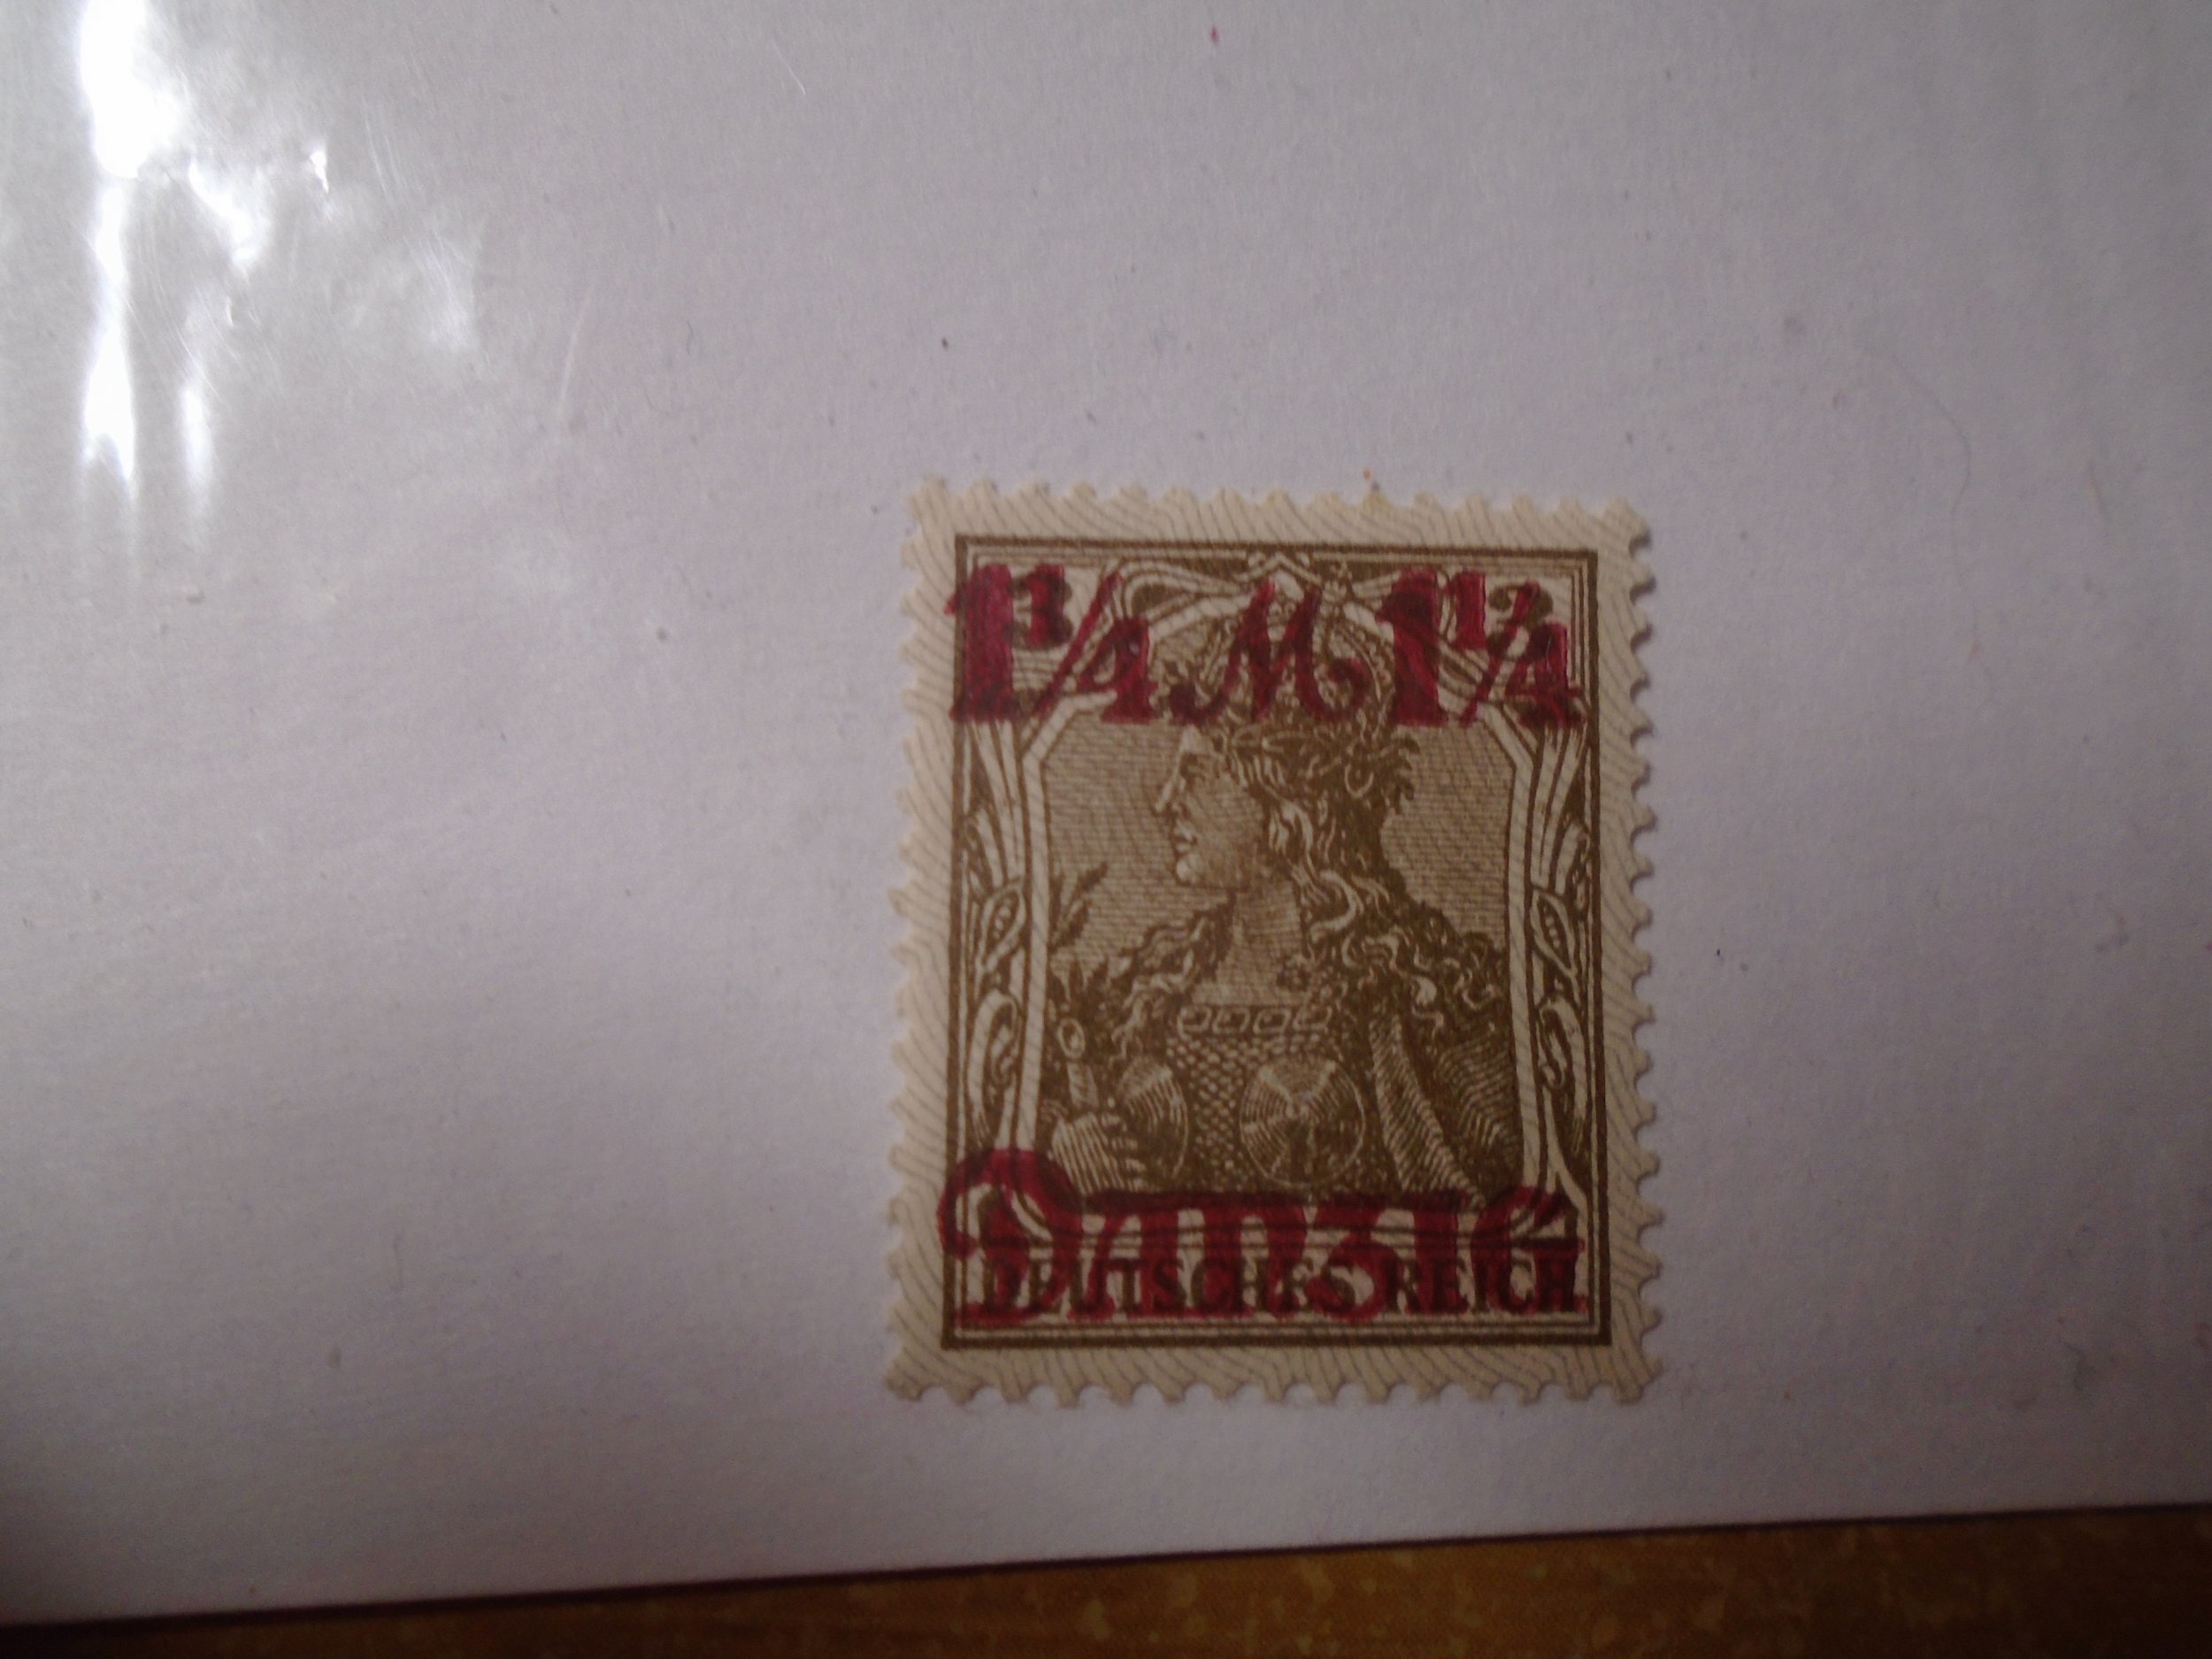 1¼ M 1¼
Danzig
DEUTSCHES REICH